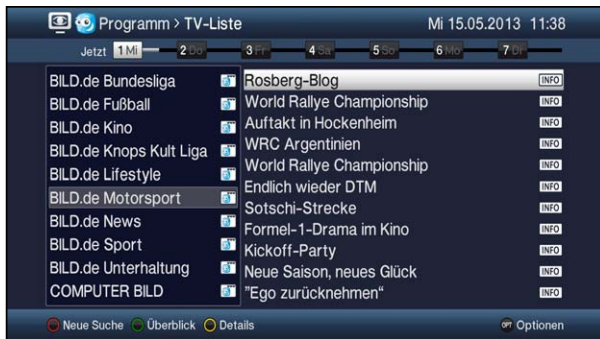 Programm > TV-Liste Mi 15.05.2013 11:38
Jetzt 1 Mi 2 Do 3 Fr 4 Sa 5 So 6 Mo 7 Di
BILD.de Bundesliga
BILD.de Fußball
BILD.de Kino
BILD.de Knops Kult Liga
BILD.de Lifestyle
BILD.de Motorsport
BILD.de News
BILD.de Sport
BILD.de Unterhaltung
COMPUTER BILD
Rosberg-Blog INFO
World Rallye Championship INFO
Auftakt in Hockenheim INFO
WRC Argentinien INFO
World Rallye Championship INFO
Endlich wieder DTM INFO
Sotschi-Strecke INFO
Formel-1-Drama im Kino INFO
Kickoff-Party INFO
Neue Saison, neues Glück INFO
"Ego zurücknehmen" INFO
Neue Suche Überblick Details OPT Optionen